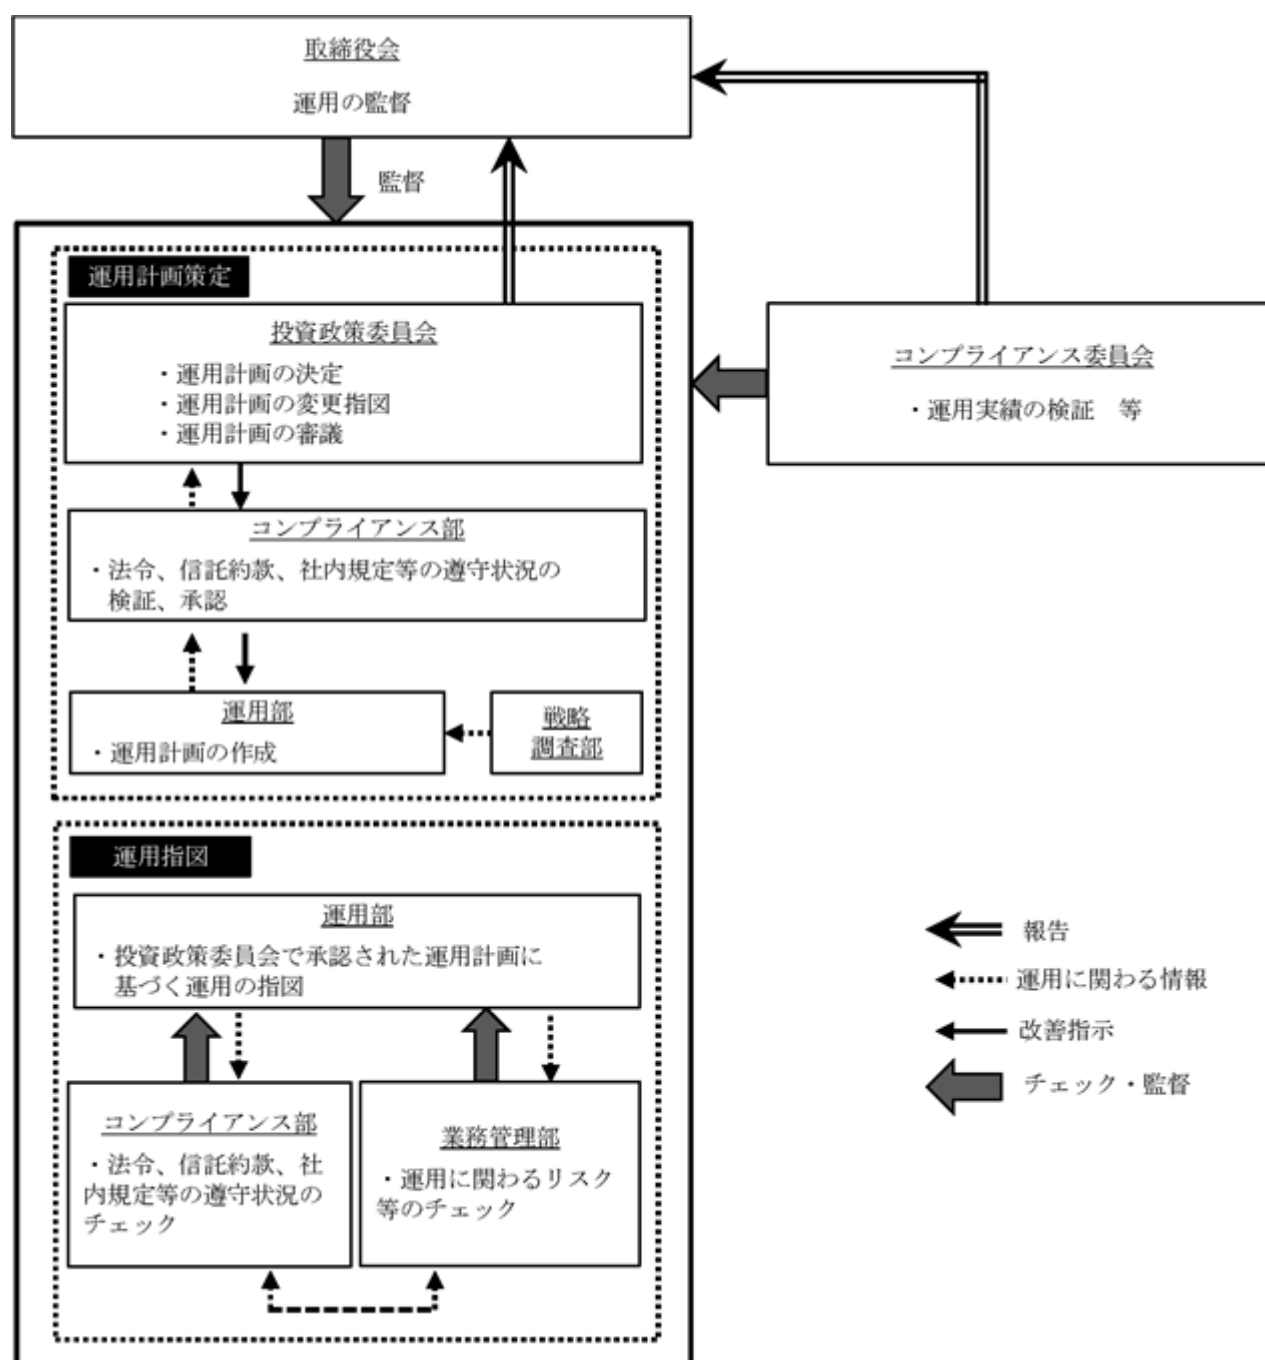 取締役会
運用の監督
監督
運用計画策定
投資政策委員会
・運用計画の決定
・運用計画の変更指図
・運用計画の審議
コンプライアンス委員会
・運用実績の検証　等
コンプライアンス部
・法令、信託約款、社内規定等の遵守状況の
検証、承認
運用部
・運用計画の作成
戦略
調査部
運用指図
運用部
・投資政策委員会で承認された運用計画に
基づく運用の指図
コンプライアンス部
・法令、信託約款、社
内規定等の遵守状況の
チェック
業務管理部
・運用に関わるリスク
等のチェック
報告
運用に関わる情報
改善指示
チェック・監督